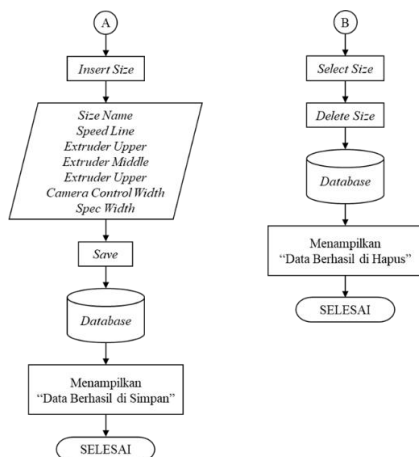 A
Insert Size
Size Name
Speed Line
Extruder Upper
Extruder Middle
Extruder Upper
Camera Control Width
Spec Width
Save
Database
Menampilkan
“Data Berhasil di Simpan”
SELESAI
B
Select Size
Delete Size
Database
Menampilkan
“Data Berhasil di Hapus”
SELESAI